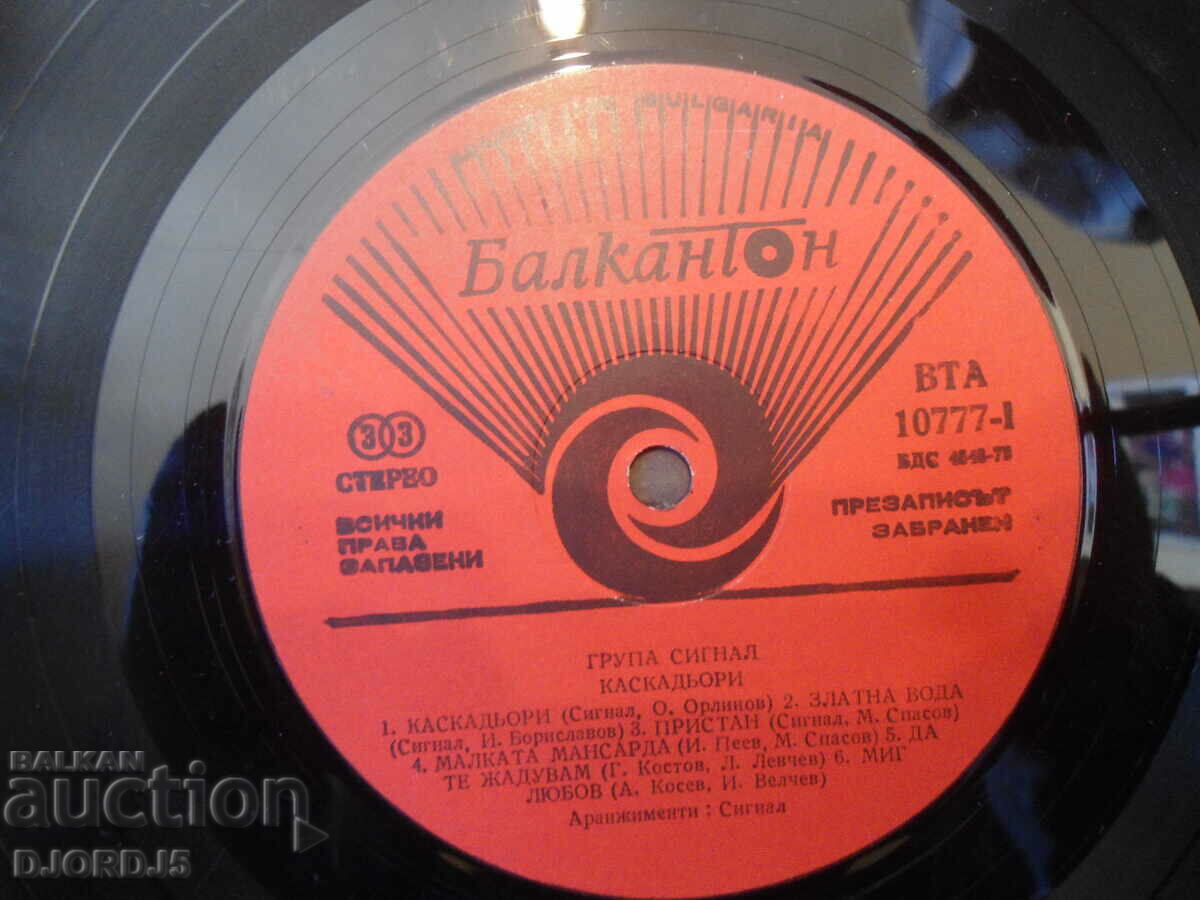 BULGARIA
Балкантон
33
СТЕРЕО
ВСИЧКИ
ПРАВА
ЗАПАЗЕНИ
ВТА
10777-I
БДС
ПРЕЗАПИСЪТ
ЗАБРАНЕН
ГРУПА СИГНАЛ
КАСКАДЬОРИ
1. КАСКАДЬОРИ (Сигнал, О. Орлинов) 2. ЗЛАТНА ВОДА
(Сигнал, И. Бориславов) 3. ПРИСТАН (Сигнал, М. Спасов)
4. МАЛКАТА МАНСАРДА (И. Пеев, М. Спасов) 5. ДА
ТЕ ЖАДУВАМ (Г. Костов, Л. Левчев) 6. МИГ
ЛЮБОВ (А. Косев, И. Велчев)
Аранжименти : Сигнал
BALKAN
auction
DJORDJ5